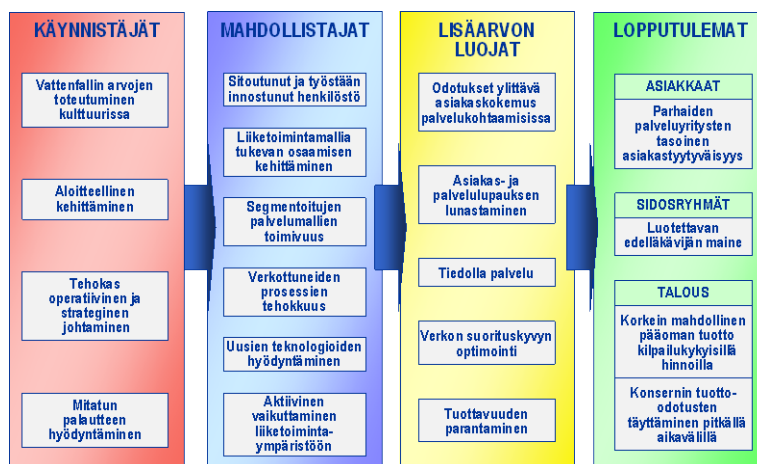 KÄYNNISTÄJÄT
Vattenfallin arvojen
toteutuminen
kulttuurissa
Aloitteellinen
kehittäminen
Tehokas
operatiivinen ja
strateginen
johtaminen
Mitatun
palautteen
hyödyntäminen
MAHDOLLISTAJAT
Sitoutunut ja työstään
innostunut henkilöstö
Liiketoimintamallia
tukevan osaamisen
kehittäminen
Segmentoitujen
palvelumallien
toimivuus
Verkottuneiden
prosessien
tehokkuus
Uusien teknologioiden
hyödyntäminen
Aktiivinen
vaikuttaminen
liiketoiminta-
ympäristöön
LISÄARVON
LUOJAT
Odotukset ylittävä
asiakaskokemus
palvelukohtaamisissa
Asiakas- ja
palvelulupauksen
lunastaminen
Tiedolla palvelu
Verkon suorituskyvyn
optimointi
Tuottavuuden
parantaminen
LOPPUTULEMAT
ASIAKKAAT
Parhaiden
palveluyritysten
tasoinen
asiakastyytyväisyys
SIDOSRYHMÄT
Luotettavan
edelläkävijän maine
TALOUS
Korkein mahdollinen
pääoman tuotto
kilpailukykyisillä
hinnoilla
Konsernin tuotto-
odotusten
täyttäminen pitkällä
aikavälillä